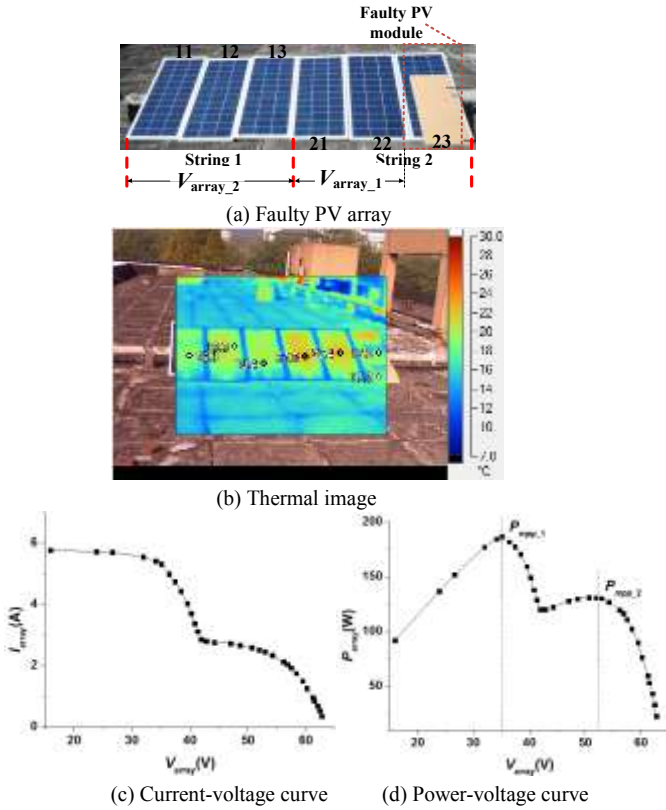 Faulty PV
module
11 12 13
21 22 23
String 1 String 2
Varray_2 Varray_1
(a) Faulty PV array
30.0
28
26
24
22
20
18
16
14
12
7.0
°C
(b) Thermal image
6
4
2
0
20 30 40 50 60
Iarray(A)
Varray(V)
200
150
100
50
20 30 40 50 60
Parray(W)
Varray(V)
Pmpp_1
Pmpp_2
(c) Current-voltage curve (d) Power-voltage curve